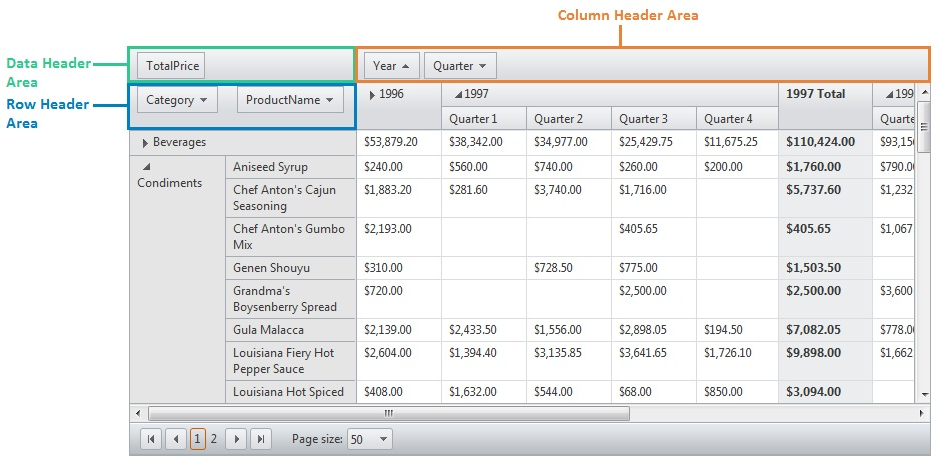 Column Header Area
Data Header Area
TotalPrice
Year
Quarter
Row Header Area
Category
ProductName
1996
1997
1997 Total
199
Quarter 1
Quarter 2
Quarter 3
Quarter 4
Quarte
Beverages $53,879.20 $38,342.00 $34,977.00 $25,429.75 $11,675.25 $110,424.00 $93,15
Condiments
Aniseed Syrup $240.00 $560.00 $740.00 $260.00 $200.00 $1,760.00 $790.0
Chef Anton's Cajun Seasoning $1,883.20 $281.60 $3,740.00 $1,716.00 $5,737.60 $1,232
Chef Anton's Gumbo Mix $2,193.00 $405.65 $405.65 $1,067
Genen Shouyu $310.00 $728.50 $775.00 $1,503.50
Grandma's Boysenberry Spread $720.00 $2,500.00 $2,500.00 $3,600
Gula Malacca $2,139.00 $2,433.50 $1,556.00 $2,898.05 $194.50 $7,082.05 $778.0
Louisiana Fiery Hot Pepper Sauce $2,604.00 $1,394.40 $3,135.85 $3,641.65 $1,726.10 $9,898.00 $1,662
Louisiana Hot Spiced $408.00 $1,632.00 $544.00 $68.00 $850.00 $3,094.00
1 2 Page size: 50